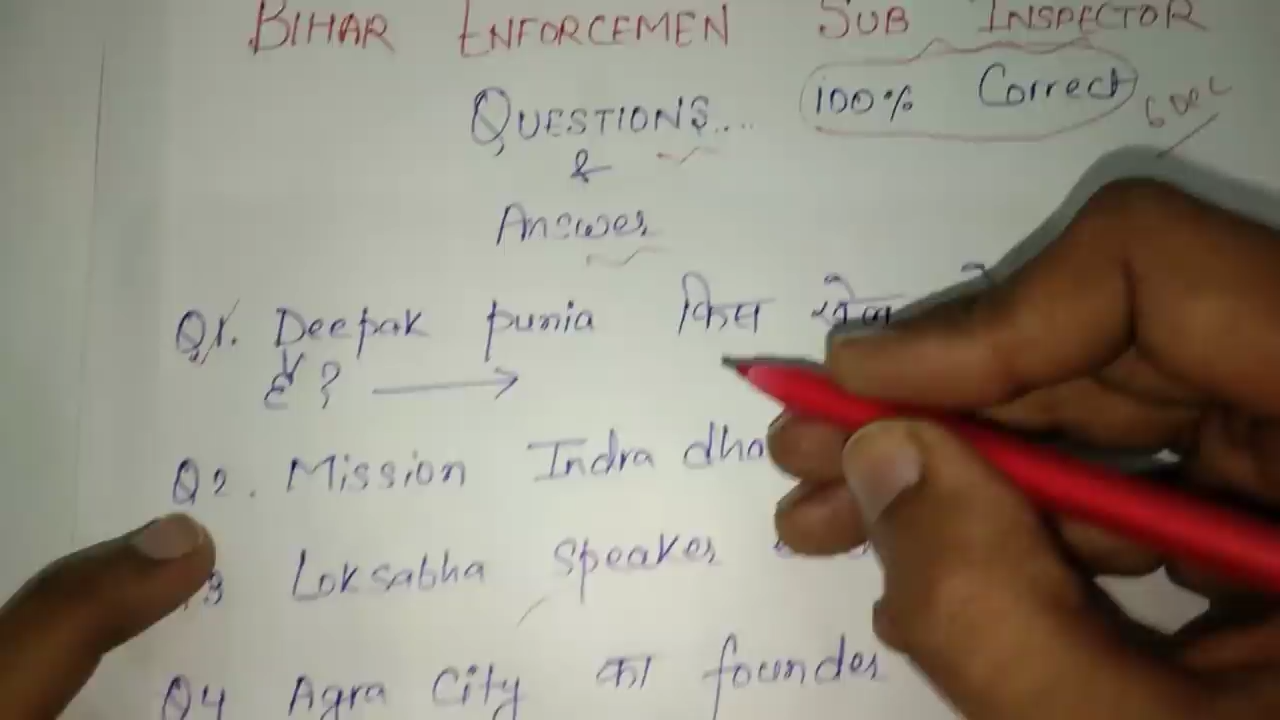 BIHAR ENFORCEMEN SUB INSPECTOR
QUESTIONS.... 100% Correct
&
Answer
Q1. Deepak punia किस खेल
है ?
Q2. Mission Indra dha
3 Loksabha speaker
Q4 Agra City का founder